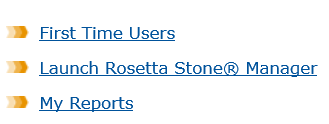 First Time Users
Launch Rosetta Stone® Manager
My Reports